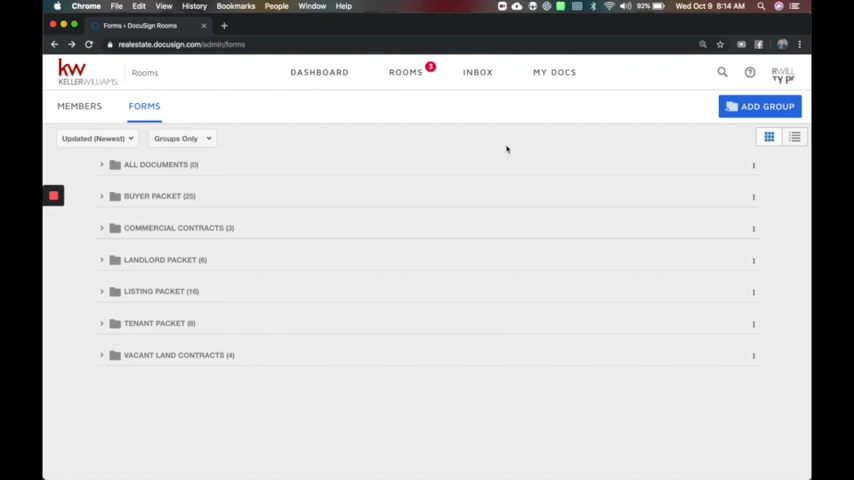 Chrome File Edit View History Bookmarks People Window Help 92% Wed Oct 9 8:14 AM
Forms › DocuSign Rooms
realestate.docusign.com/admin/forms
kw
KELLERWILLIAMS.
Rooms DASHBOARD ROOMS 3 INBOX MY DOCS
MEMBERS FORMS ADD GROUP
Updated (Newest) Groups Only
ALL DOCUMENTS (0)
BUYER PACKET (25)
COMMERCIAL CONTRACTS (3)
LANDLORD PACKET (6)
LISTING PACKET (16)
TENANT PACKET (6)
VACANT LAND CONTRACTS (4)